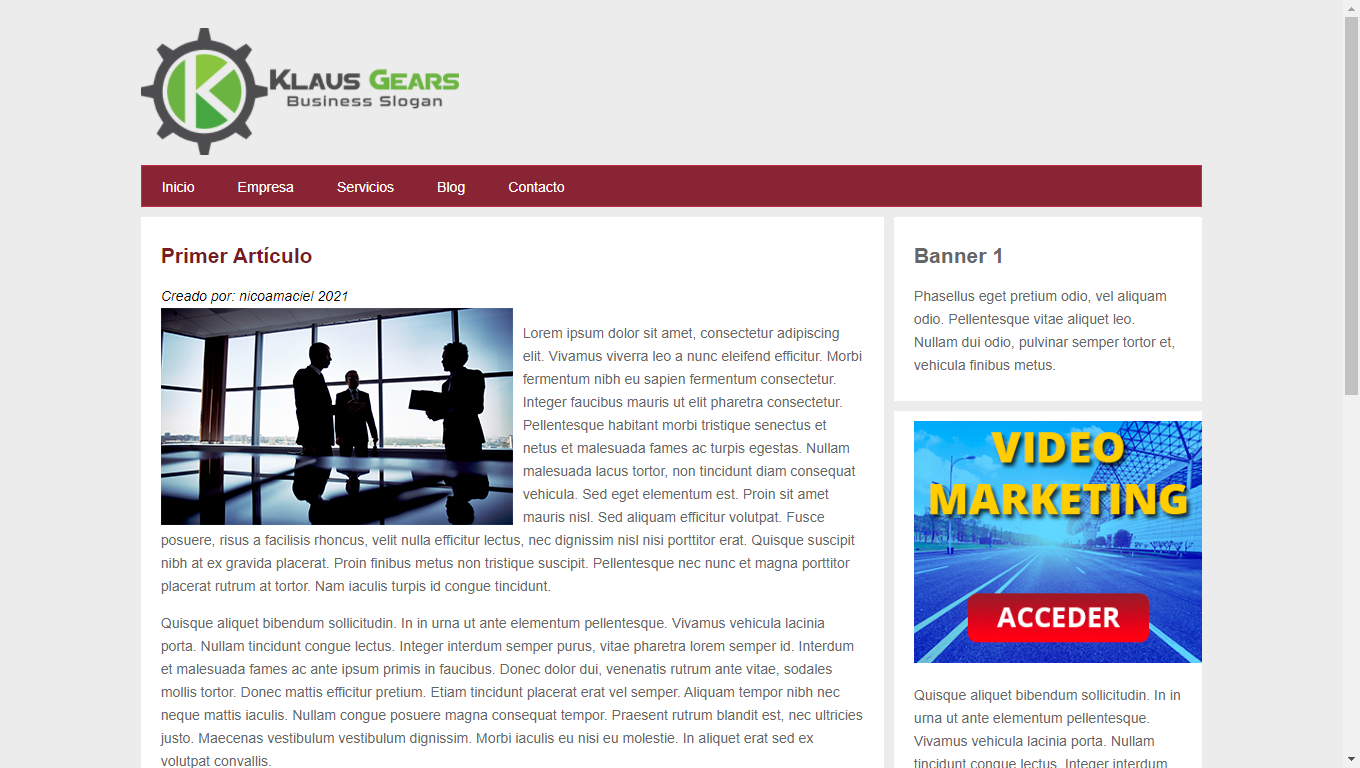 KLAUS GEARS
Business Slogan
Inicio Empresa Servicios Blog Contacto
Primer Artículo
Creado por: nicoamaciel 2021
Lorem ipsum dolor sit amet, consectetur adipiscing
elit. Vivamus viverra leo a nunc eleifend efficitur. Morbi
fermentum nibh eu sapien fermentum consectetur.
Integer faucibus mauris ut elit pharetra consectetur.
Pellentesque habitant morbi tristique senectus et
netus et malesuada fames ac turpis egestas. Nullam
malesuada lacus tortor, non tincidunt diam consequat
vehicula. Sed eget elementum est. Proin sit amet
mauris nisl. Sed aliquam efficitur volutpat. Fusce
posuere, risus a facilisis rhoncus, velit nulla efficitur lectus, nec dignissim nisl nisi porttitor erat. Quisque suscipit
nibh at ex gravida placerat. Proin finibus metus non tristique suscipit. Pellentesque nec nunc et magna porttitor
placerat rutrum at tortor. Nam iaculis turpis id congue tincidunt.
Quisque aliquet bibendum sollicitudin. In in urna ut ante elementum pellentesque. Vivamus vehicula lacinia
porta. Nullam tincidunt congue lectus. Integer interdum semper purus, vitae pharetra lorem semper id. Interdum
et malesuada fames ac ante ipsum primis in faucibus. Donec dolor dui, venenatis rutrum ante vitae, sodales
mollis tortor. Donec mattis efficitur pretium. Etiam tincidunt placerat erat vel semper. Aliquam tempor nibh nec
neque mattis iaculis. Nullam congue posuere magna consequat tempor. Praesent rutrum blandit est, nec ultricies
justo. Maecenas vestibulum vestibulum dignissim. Morbi iaculis eu nisi eu molestie. In aliquet erat sed ex
volutpat convallis.
Banner 1
Phasellus eget pretium odio, vel aliquam
odio. Pellentesque vitae aliquet leo.
Nullam dui odio, pulvinar semper tortor et,
vehicula finibus metus.
VIDEO
MARKETING
ACCEDER
Quisque aliquet bibendum sollicitudin. In in
urna ut ante elementum pellentesque.
Vivamus vehicula lacinia porta. Nullam
tincidunt congue lectus. Integer interdum